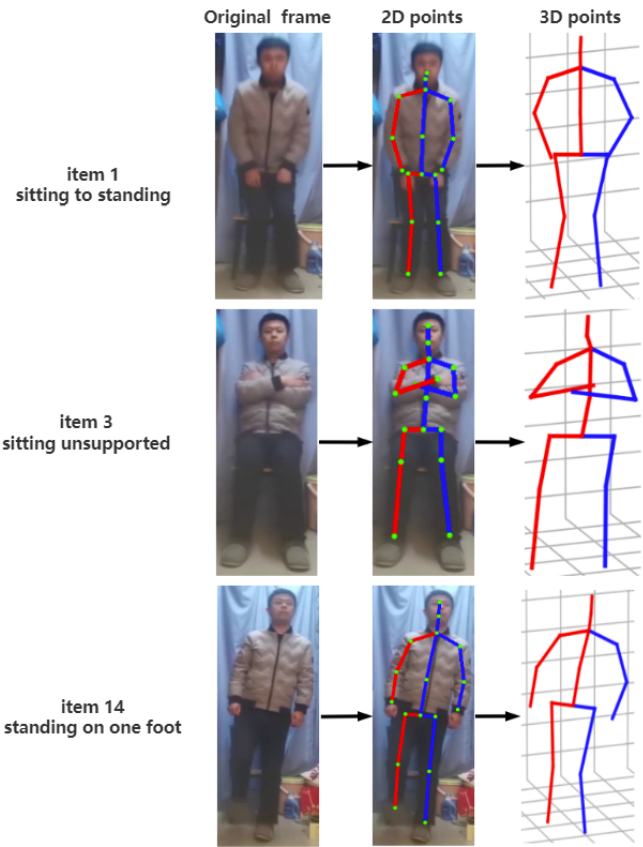 Original frame 2D points 3D points
item 1
sitting to standing
item 3
sitting unsupported
item 14
standing on one foot